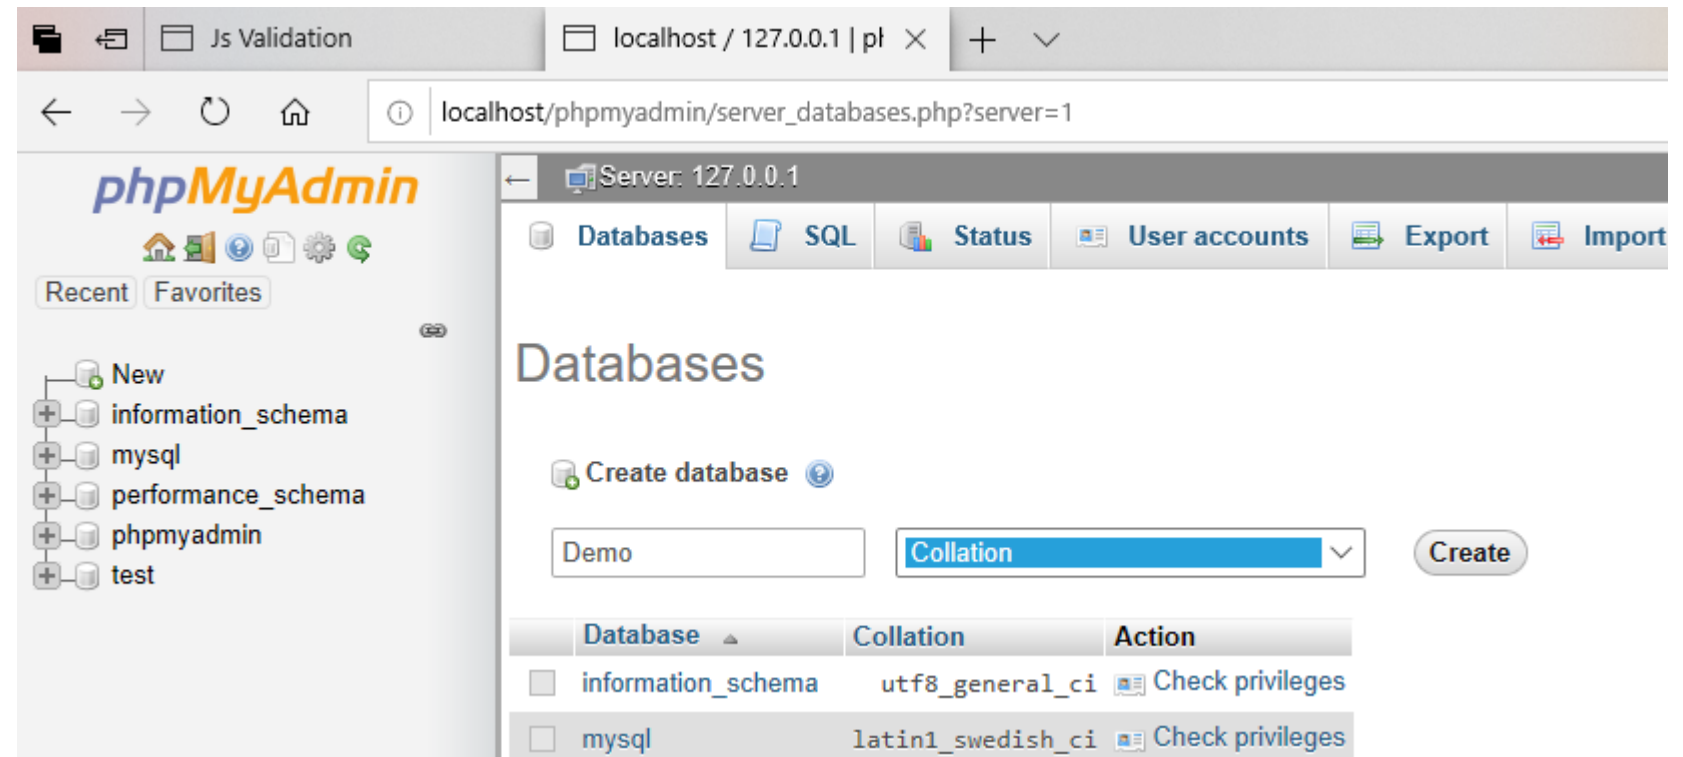 Js Validation
localhost / 127.0.0.1 | ph
localhost/phpmyadmin/server_databases.php?server=1
phpMyAdmin
Recent Favorites
New
information_schema
mysql
performance_schema
phpmyadmin
test
Server: 127.0.0.1
Databases SQL Status User accounts Export Import
Databases
Create database
Demo Collation Create
Database Collation Action
information_schema utf8_general_ci Check privileges
mysql latin1_swedish_ci Check privileges